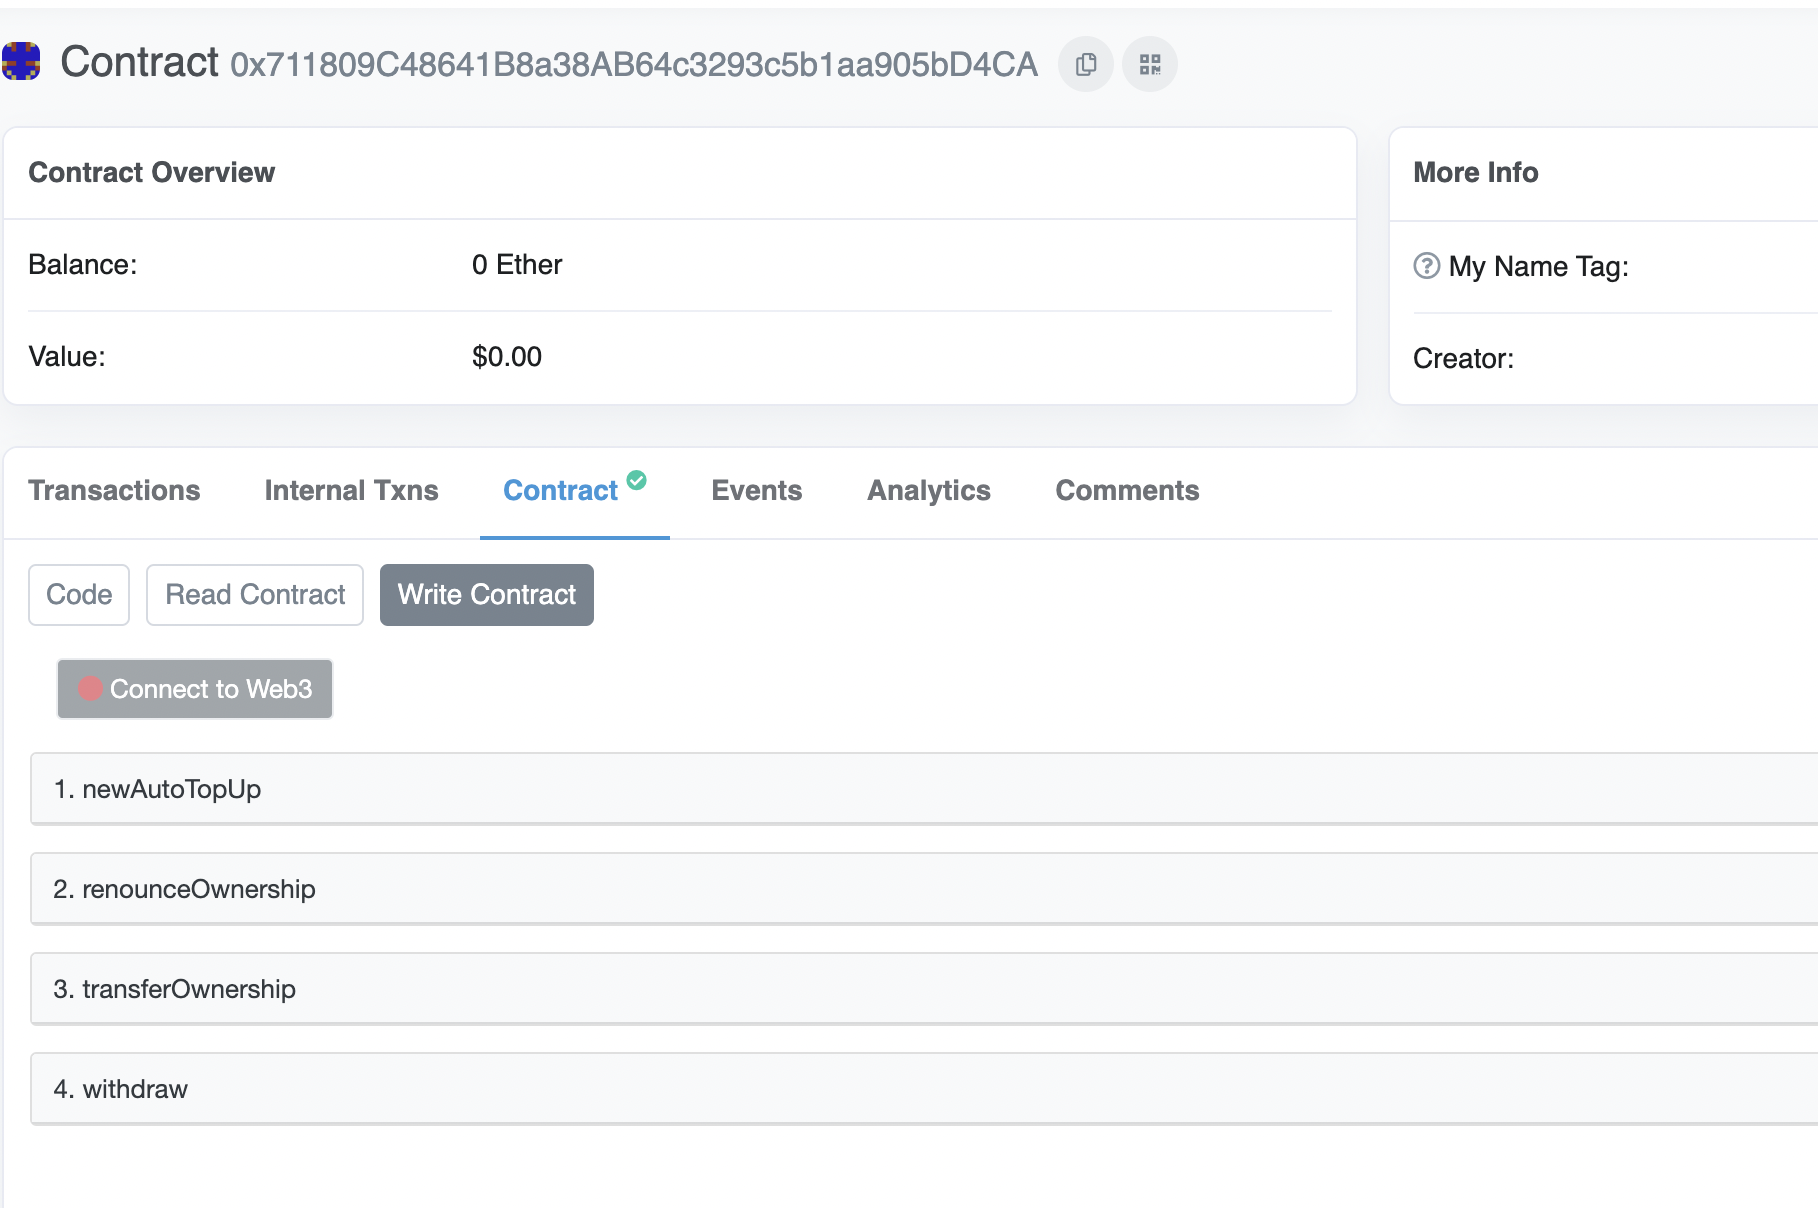 Contract 0x711809C48641B8a38AB64c3293c5b1aa905bD4CA
Contract Overview
Balance: 0 Ether
Value: $0.00
More Info
My Name Tag:
Creator:
Transactions Internal Txns Contract Events Analytics Comments
Code Read Contract Write Contract
Connect to Web3
1. newAutoTopUp
2. renounceOwnership
3. transferOwnership
4. withdraw